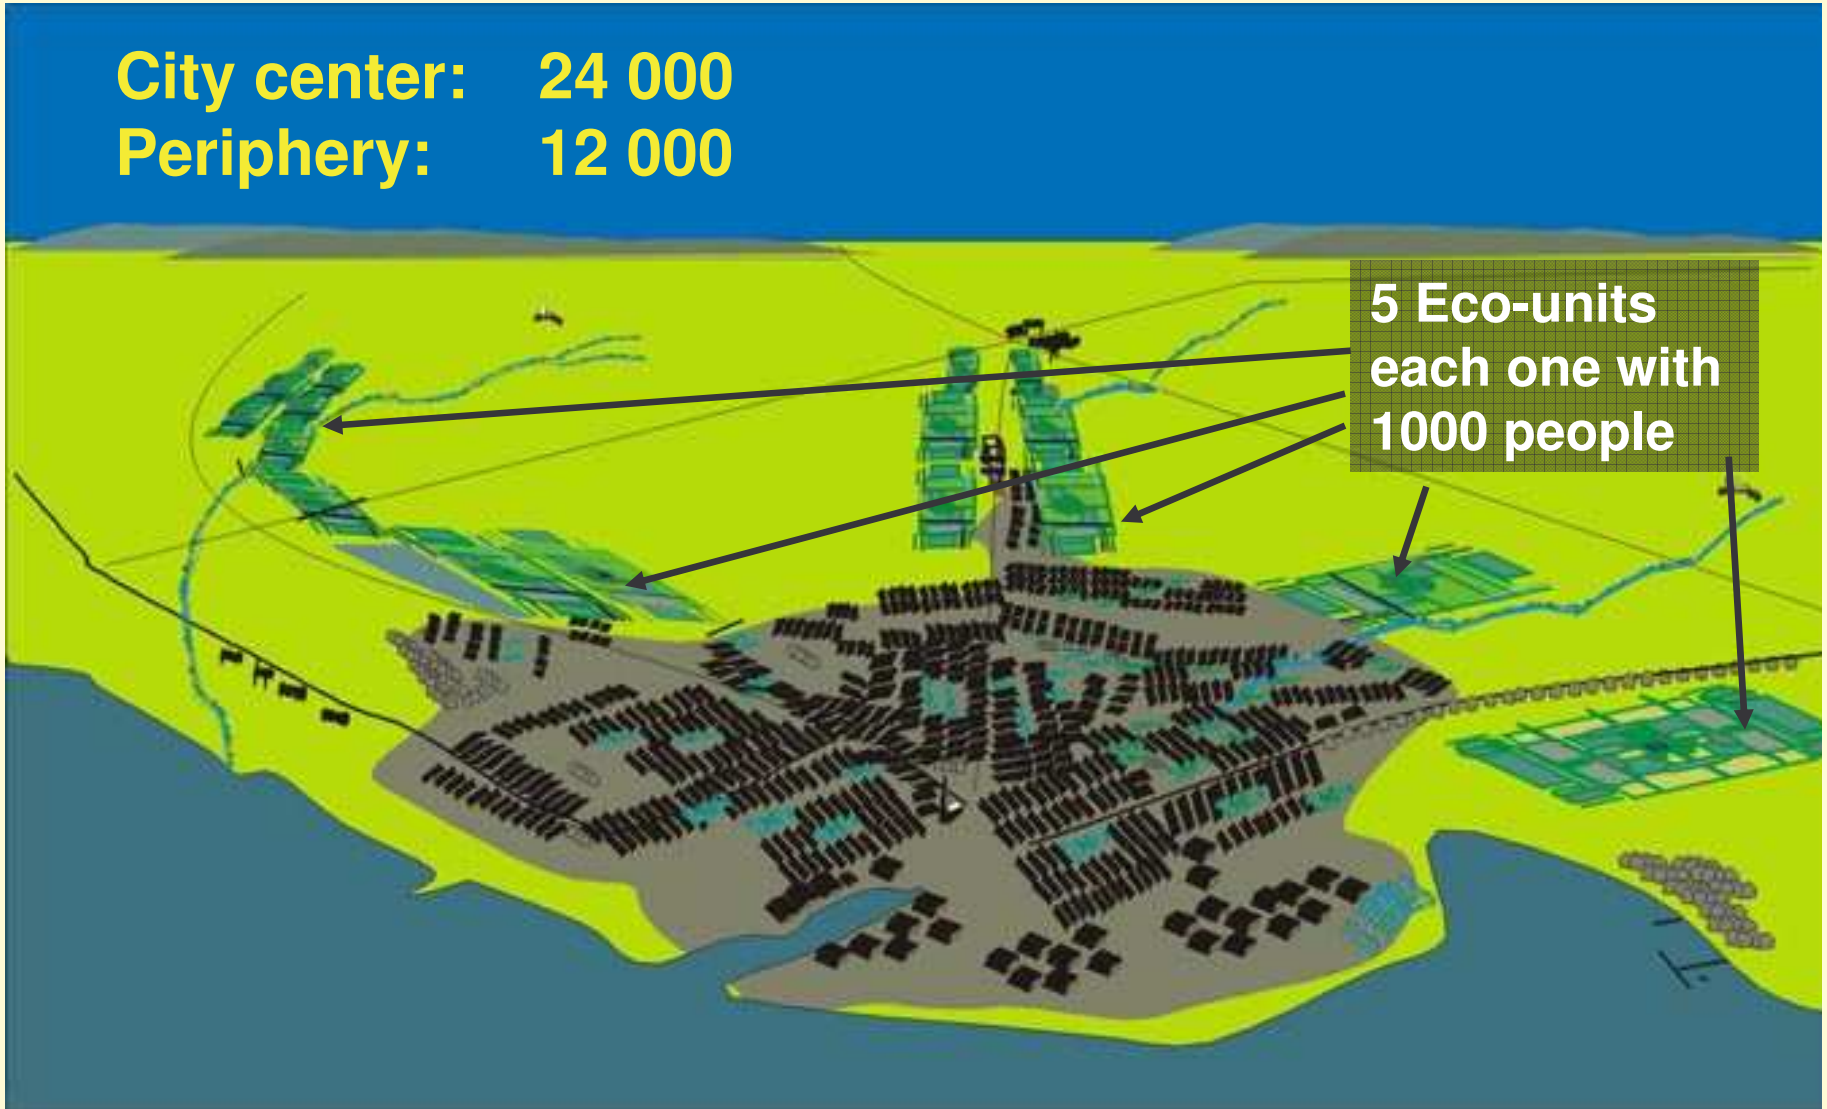 City center: 24 000
Periphery: 12 000
5 Eco-units
each one with
1000 people